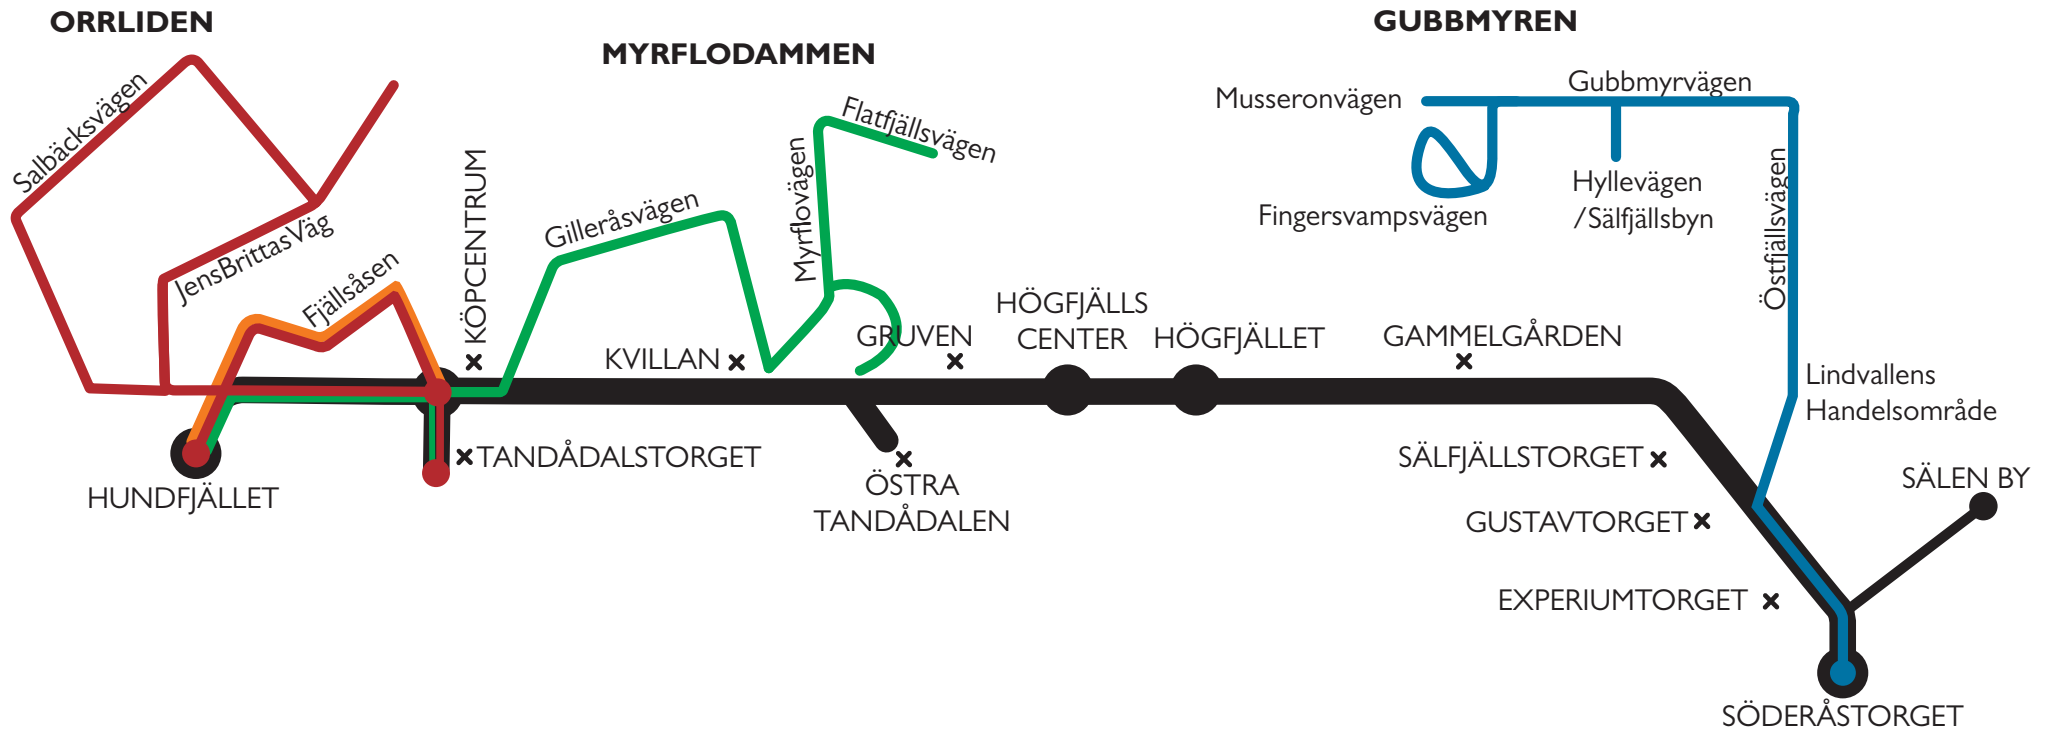 ORRLIDEN
MYRFLODAMMEN
GUBBMYREN
Salbäcksvägen
JensBrittasVäg
Fjällsåsen
KÖPCENTRUM
Gilleråsvägen
Myrflovägen
Flatfjällsvägen
Musseronvägen
Gubbmyrvägen
Fingersvampsvägen
Hyllevägen
/Sälfjällsbyn
Östfjällsvägen
KVILLAN
GRUVEN
HÖGFJÄLLS
CENTER
HÖGFJÄLLET
GAMMELGÅRDEN
Lindvallens
Handelsområde
HUNDFJÄLLET
TANDÅDALSTORGET
ÖSTRA
TANDÅDALEN
SÄLFJÄLLSTORGET
GUSTAVTORGET
EXPERIUMTORGET
SÄLEN BY
SÖDERÅSTORGET